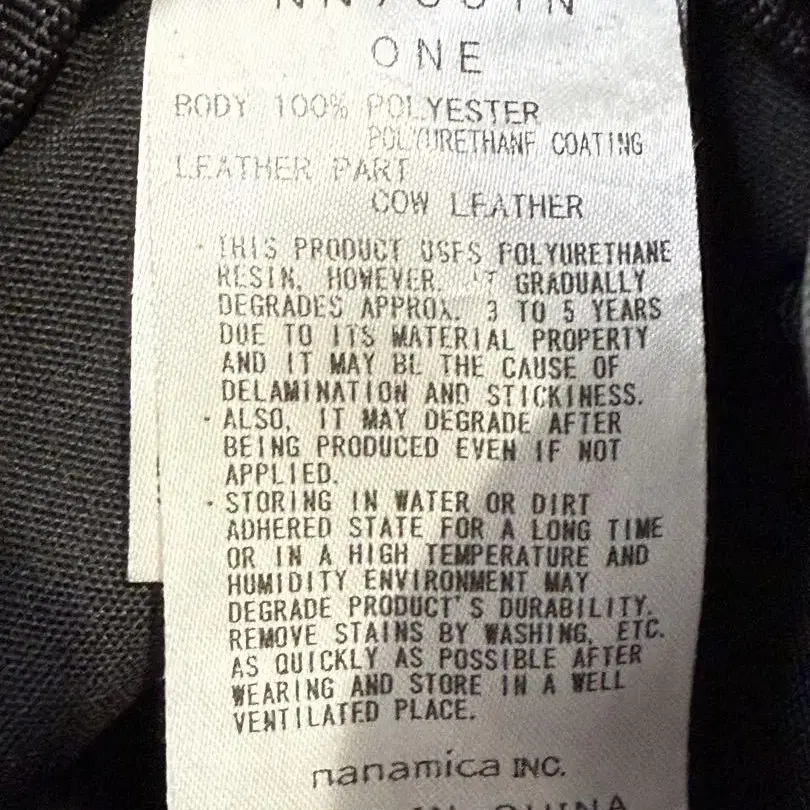 ONE
BODY 100% POLYESTER
POLYURETHANE COATING
LEATHER PART
COW LEATHER
· THIS PRODUCT USES POLYURETHANE
RESIN. HOWEVER, IT GRADUALLY
DEGRADES APPROX. 3 TO 5 YEARS
DUE TO ITS MATERIAL PROPERTY
AND IT MAY BE THE CAUSE OF
DELAMINATION AND STICKINESS.
· ALSO, IT MAY DEGRADE AFTER
BEING PRODUCED EVEN IF NOT
APPLIED.
· STORING IN WATER OR DIRT
ADHERED STATE FOR A LONG TIME
OR IN A HIGH TEMPERATURE AND
HUMIDITY ENVIRONMENT MAY
DEGRADE PRODUCT'S DURABILITY.
REMOVE STAINS BY WASHING, ETC.
AS QUICKLY AS POSSIBLE AFTER
WEARING AND STORE IN A WELL
VENTILATED PLACE.
nanamica INC.
IN CHINA